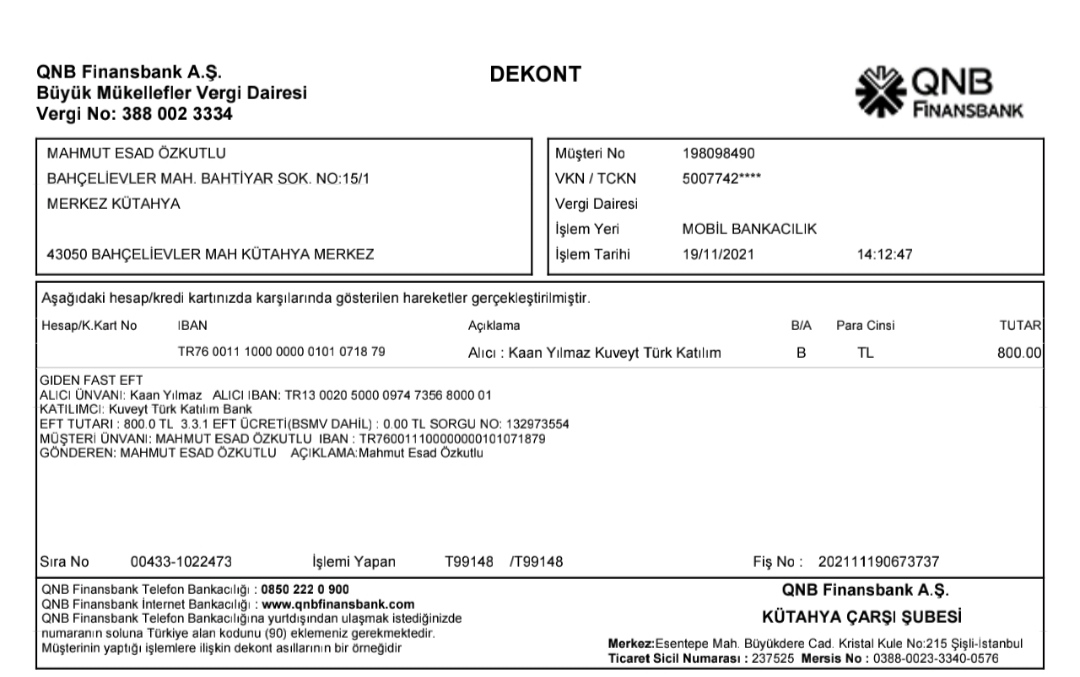 QNB Finansbank A.Ş.
Büyük Mükellefler Vergi Dairesi
Vergi No: 388 002 3334
DEKONT
QNB
FİNANSBANK
MAHMUT ESAD ÖZKUTLU
BAHÇELİEVLER MAH. BAHTİYAR SOK. NO:15/1
MERKEZ KÜTAHYA
43050 BAHÇELİEVLER MAH KÜTAHYA MERKEZ
Müşteri No 198098490
VKN / TCKN 5007742****
Vergi Dairesi
İşlem Yeri MOBİL BANKACILIK
İşlem Tarihi 19/11/2021 14:12:47
Aşağıdaki hesap/kredi kartınızda karşılarında gösterilen hareketler gerçekleştirilmiştir.
Hesap/K.Kart No IBAN Açıklama B/A Para Cinsi TUTAR
TR76 0011 1000 0000 0101 0718 79 Alıcı : Kaan Yılmaz Kuveyt Türk Katılım B TL 800.00
GIDEN FAST EFT
ALICI ÜNVANI: Kaan Yılmaz ALICI IBAN: TR13 0020 5000 0974 7356 8000 01
KATILIMCI: Kuveyt Türk Katılım Bank
EFT TUTARI : 800.0 TL 3.3.1 EFT ÜCRETİ(BSMV DAHİL) : 0.00 TL SORGU NO: 132973554
MÜŞTERİ ÜNVANI: MAHMUT ESAD ÖZKUTLU IBAN : TR760011100000000101071879
GÖNDEREN: MAHMUT ESAD ÖZKUTLU AÇIKLAMA:Mahmut Esad Özkutlu
Sıra No 00433-1022473 İşlemi Yapan T99148 /T99148 Fiş No : 202111190673737
QNB Finansbank Telefon Bankacılığı : 0850 222 0 900
QNB Finansbank İnternet Bankacılığı : www.qnbfinansbank.com
QNB Finansbank Telefon Bankacılığına yurtdışından ulaşmak istediğinizde
numaranın soluna Türkiye alan kodunu (90) eklemeniz gerekmektedir.
Müşterinin yaptığı işlemlere ilişkin dekont asıllarının bir örneğidir
QNB Finansbank A.Ş.
KÜTAHYA ÇARŞI ŞUBESİ
Merkez:Esentepe Mah. Büyükdere Cad. Kristal Kule No:215 Şişli-İstanbul
Ticaret Sicil Numarası : 237525 Mersis No : 0388-0023-3340-0576